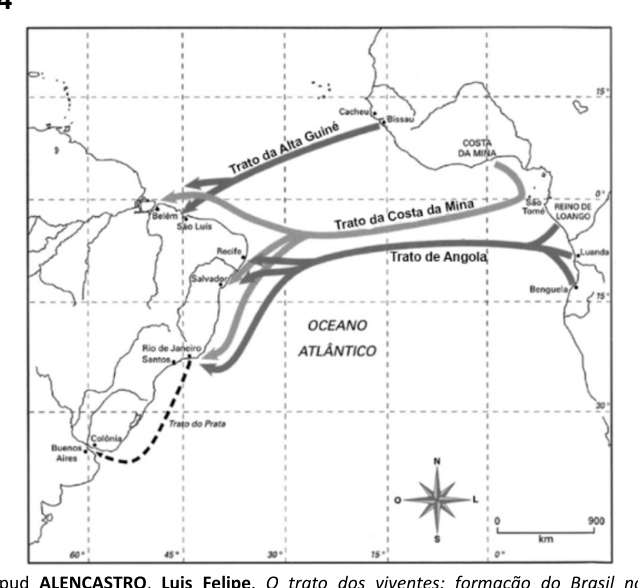 4
15°
Cacheu
Bissau
Trato da Alta Guiné
COSTA
DA MINA
0°
São
Tomé
REINO DE
LOANGO
Belém
São Luís
Trato da Costa da Mina
Recife
Trato de Angola
Luanda
Salvador
Benguela
15°
OCEANO
ATLÂNTICO
Rio de Janeiro
Santos
30°
Trato do Prata
Colônia
Buenos
Aires
N
O
L
S
0
900
km
60°
45°
30°
15°
0°
pud ALENCASTRO, Luis Felipe. O trato dos viventes: formação do Brasil no